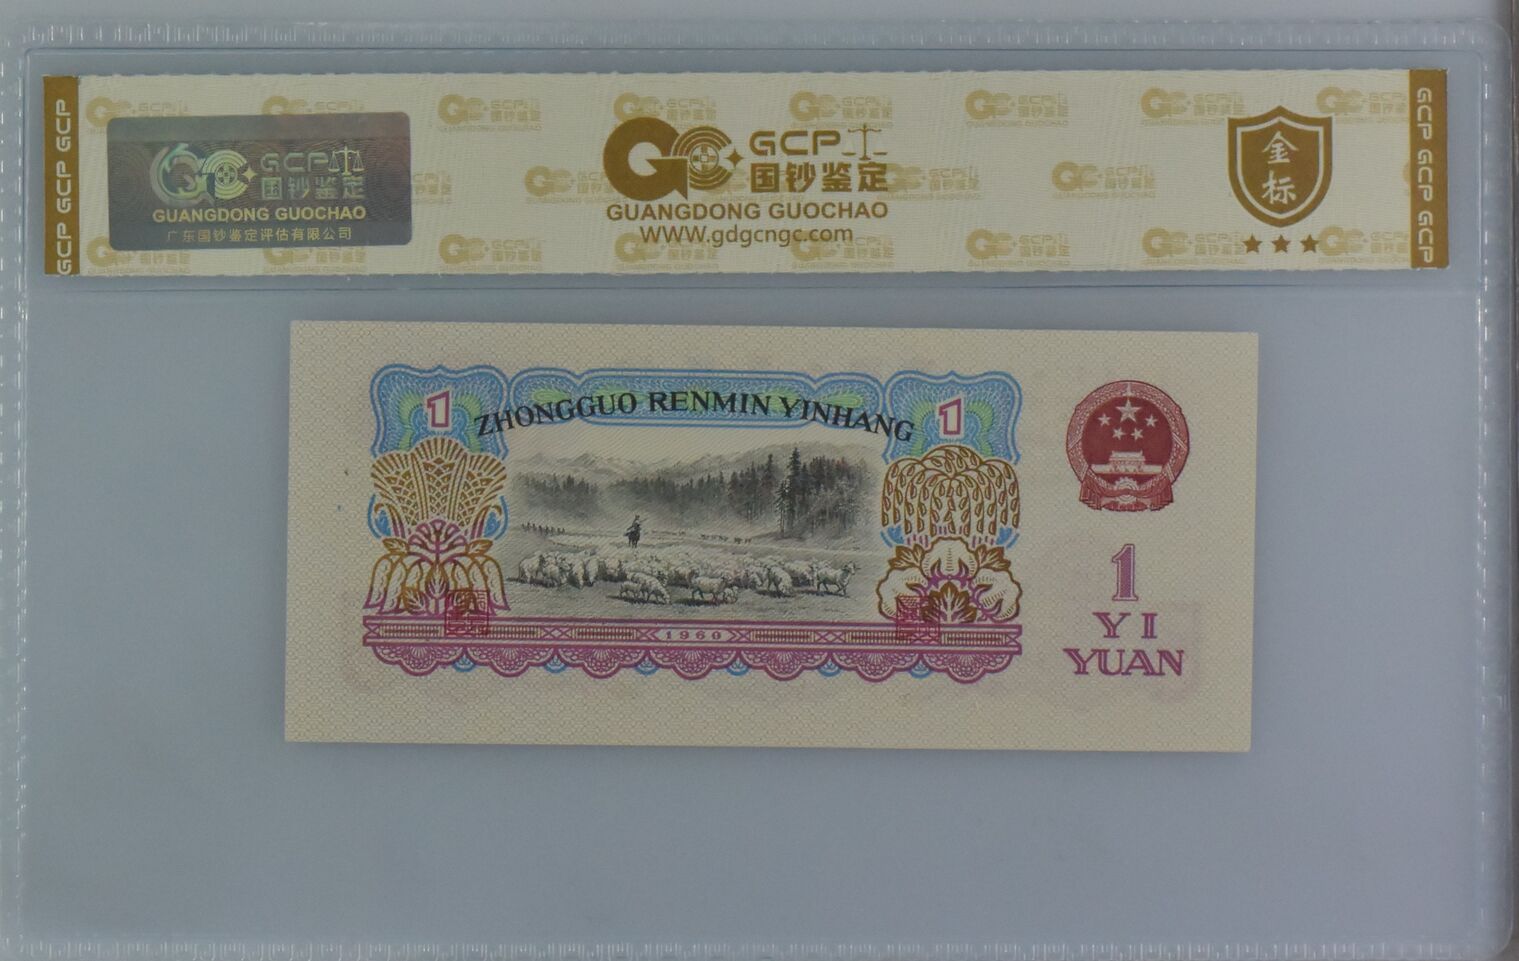 GCP GCP GCP
GCP
国钞鉴定
GUANGDONG GUOCHAO
广东国钞鉴定评估有限公司
GCP
国钞鉴定
GUANGDONG GUOCHAO
WWW.gdgcngc.com
金标
GCP GCP GCP
1
ZHONGGUO RENMIN YINHANG
1
1960
1
YI
YUAN